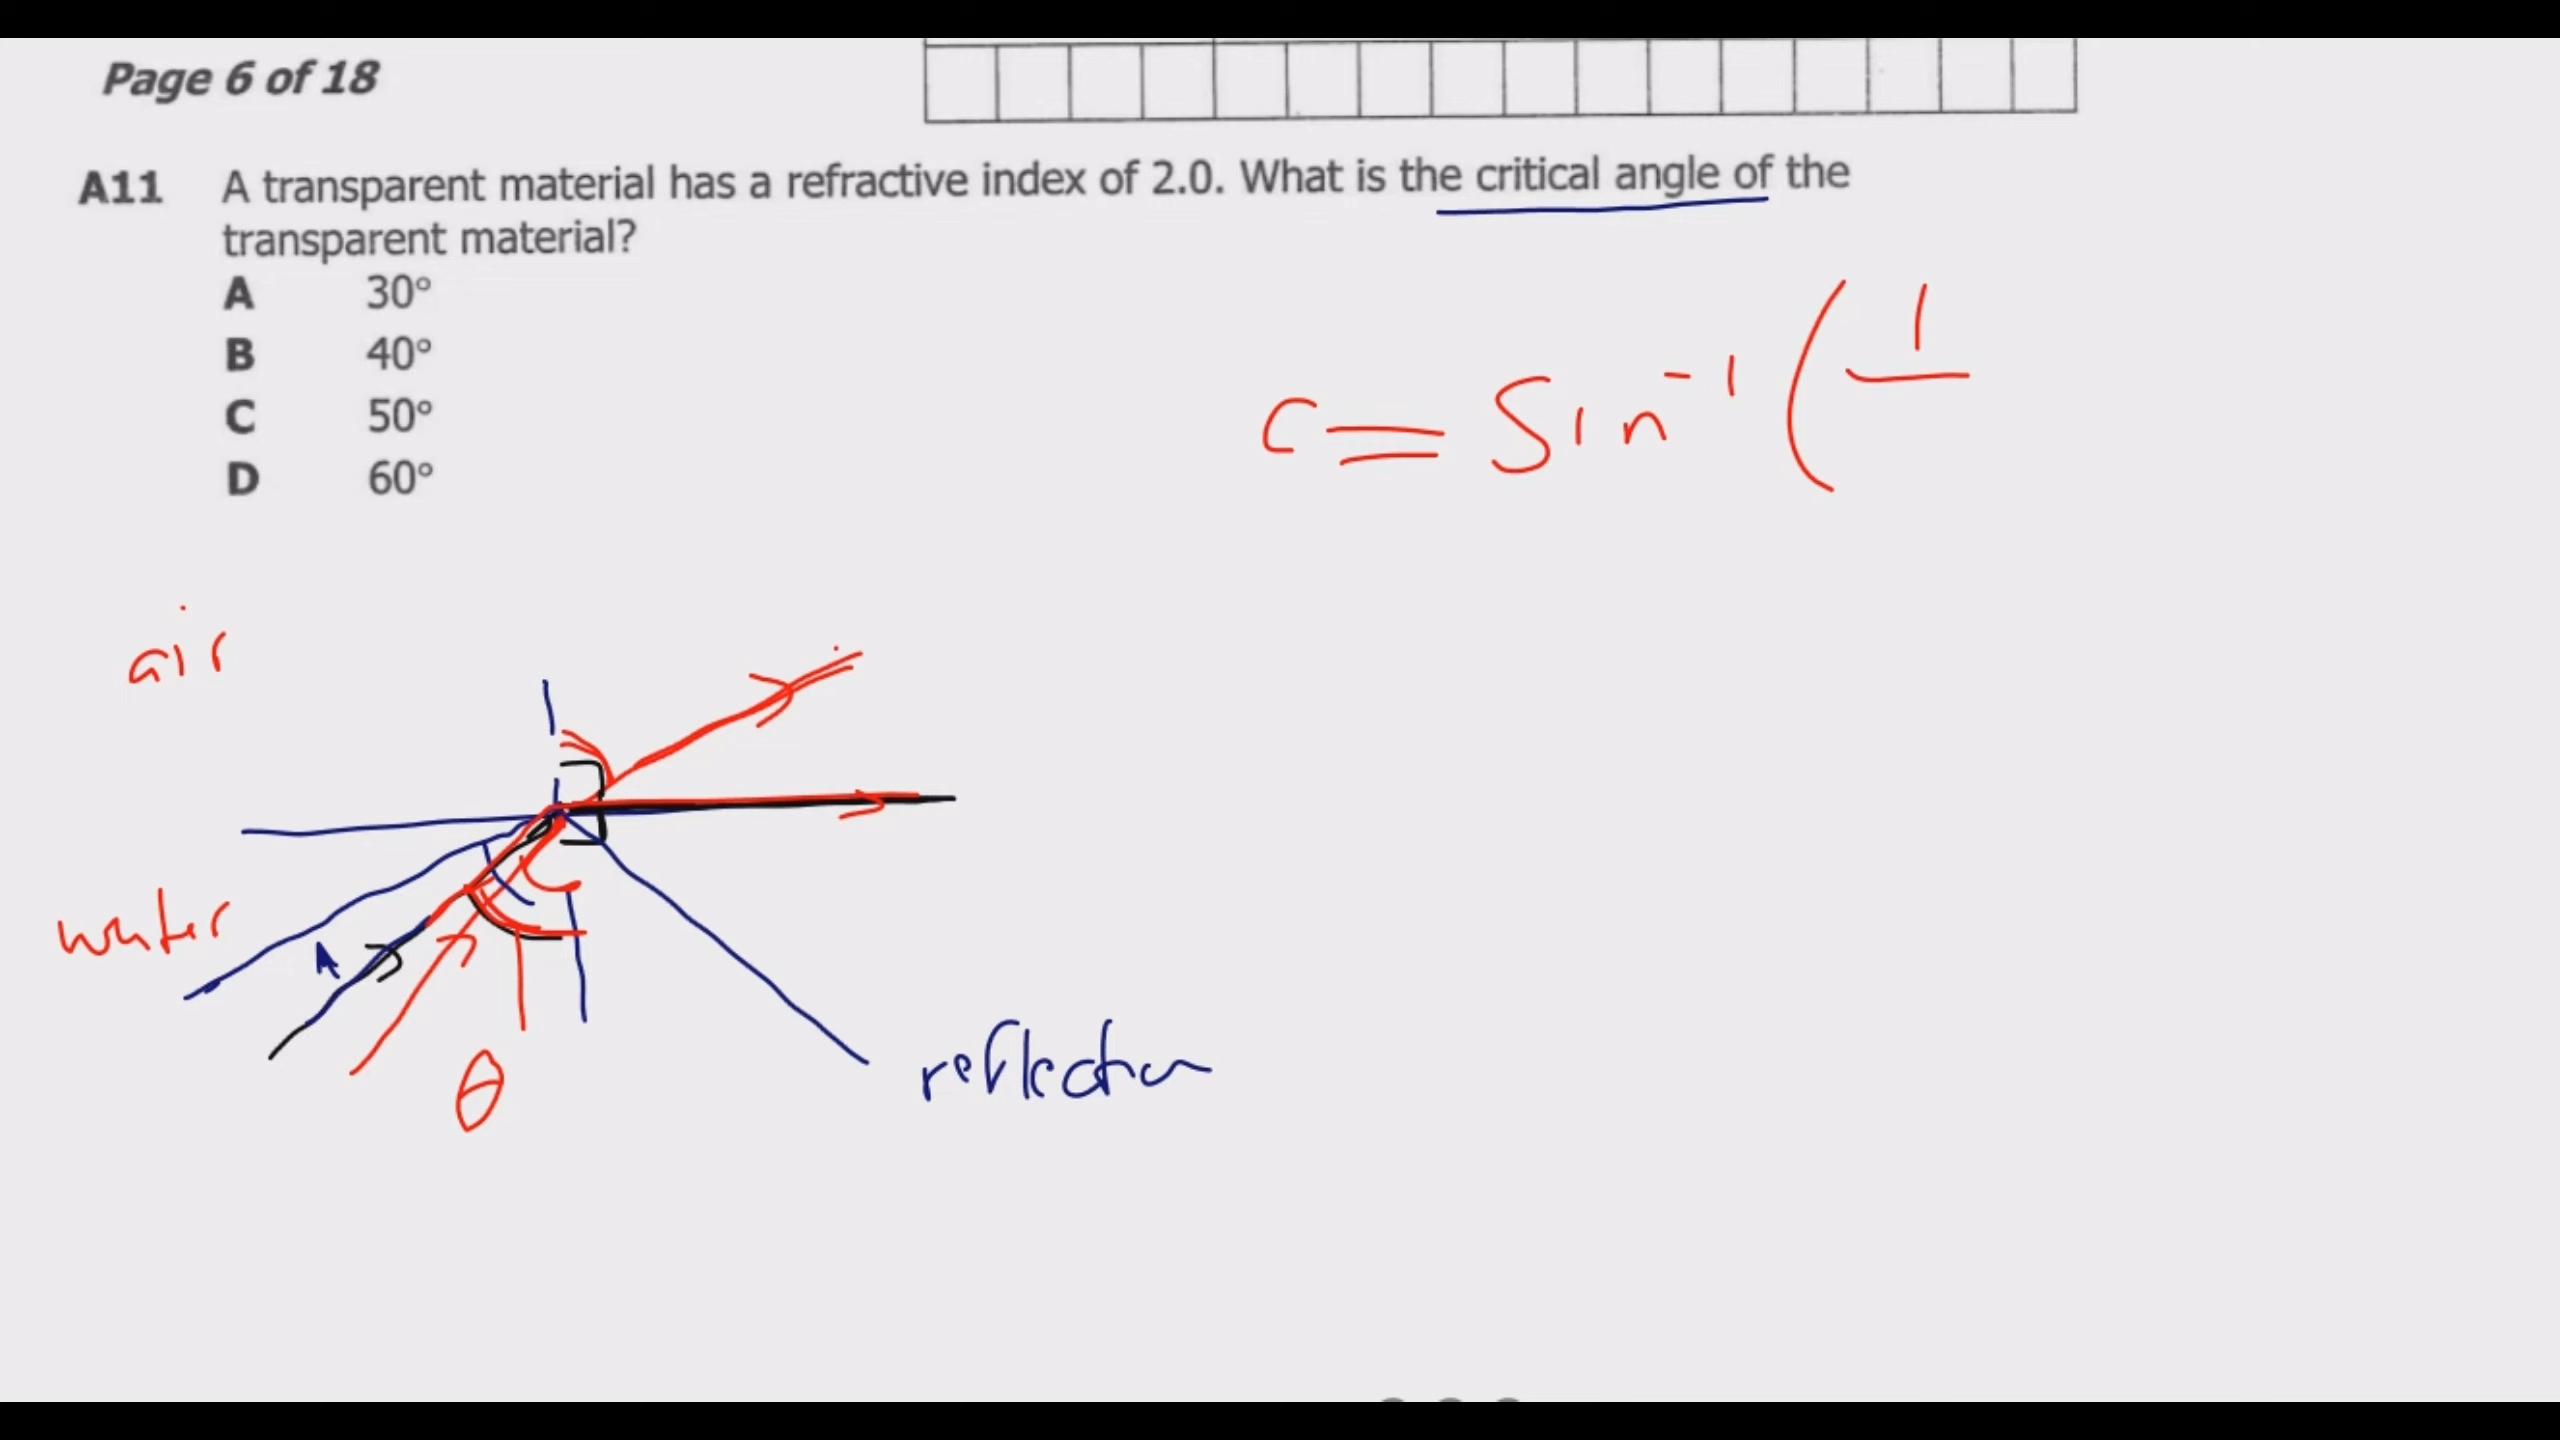 Page 6 of 18
A11 A transparent material has a refractive index of 2.0. What is the critical angle of the
transparent material?
A 30°
B 40°
C 50°
D 60°
c = Sin⁻¹ ( 1
air
water
reflection
θ